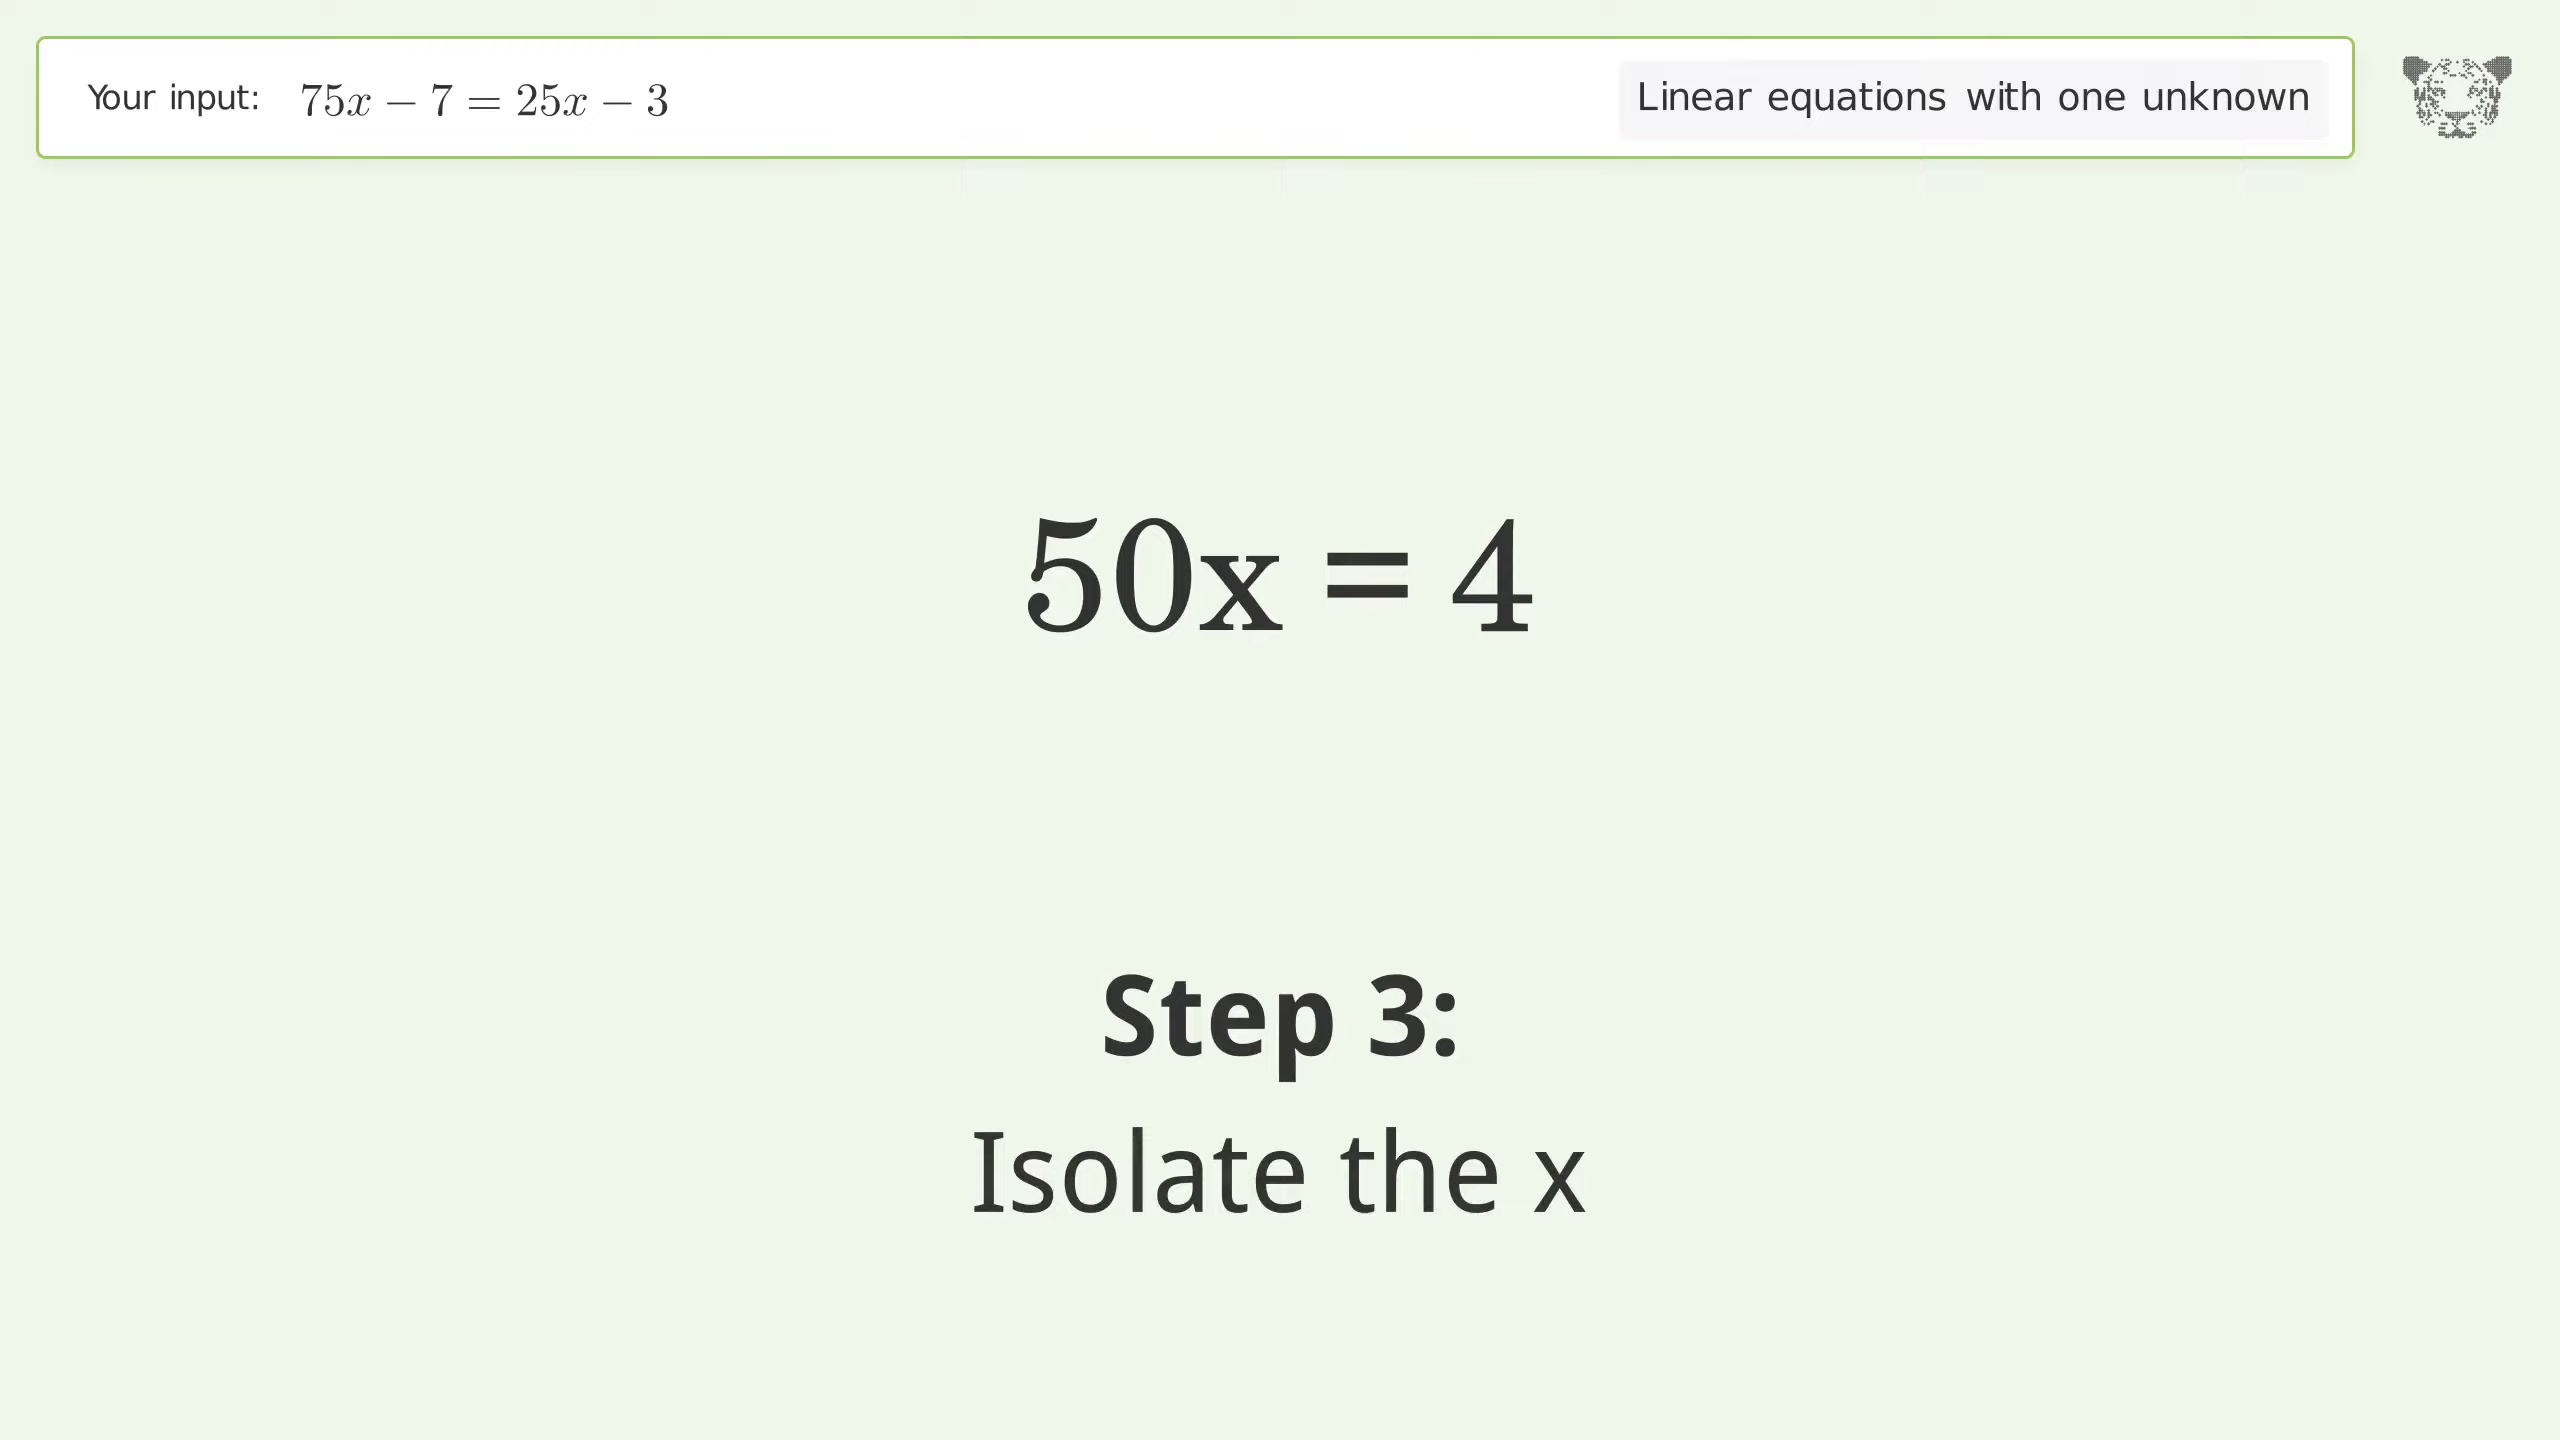 Your input: 75x − 7 = 25x − 3
Linear equations with one unknown
50x = 4
Step 3:
Isolate the x